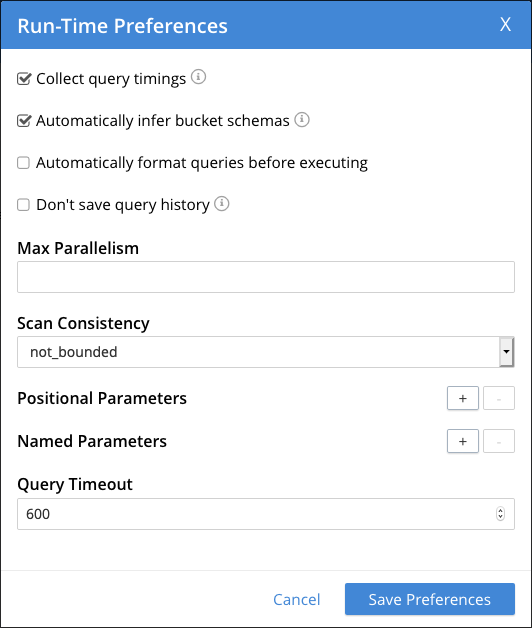 Run-Time Preferences X
Collect query timings i
Automatically infer bucket schemas i
Automatically format queries before executing
Don't save query history i
Max Parallelism
Scan Consistency
not_bounded
Positional Parameters + -
Named Parameters + -
Query Timeout
600
Cancel Save Preferences